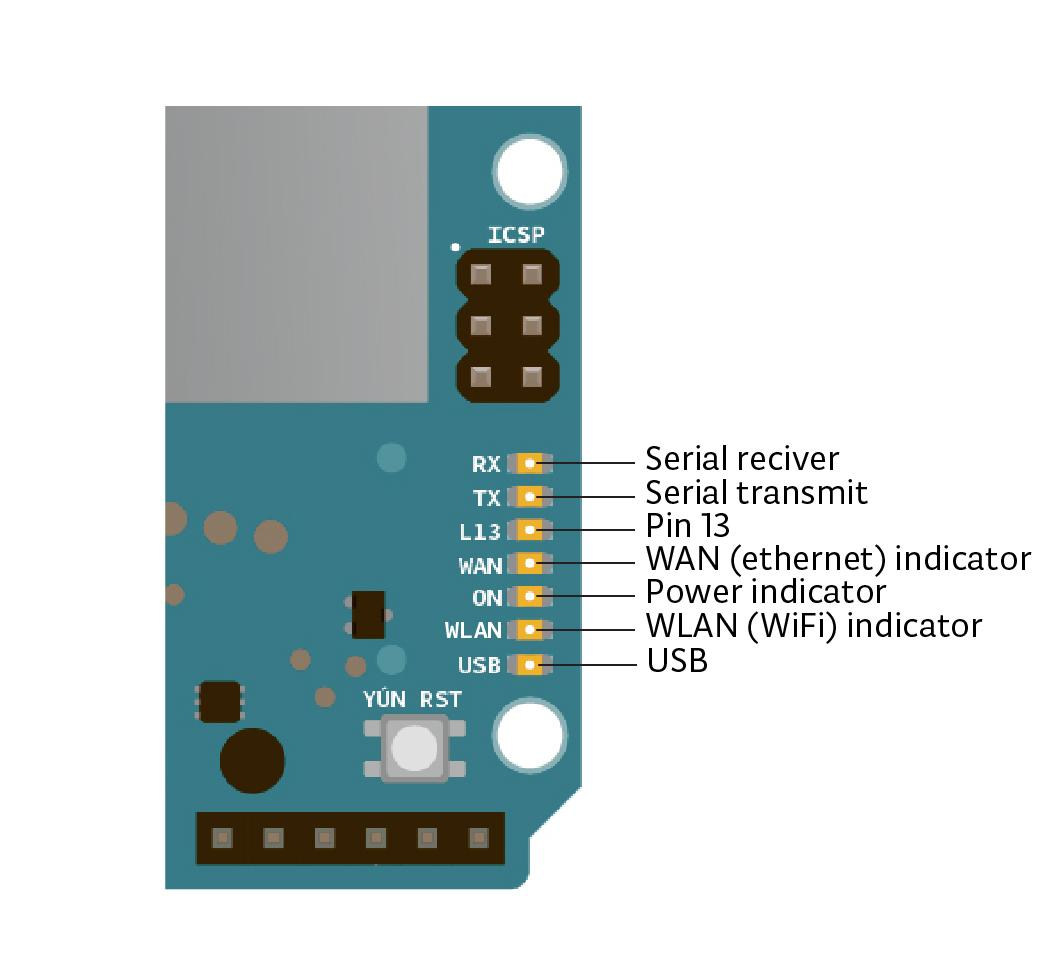 ICSP
RX Serial reciver
TX Serial transmit
L13 Pin 13
WAN WAN (ethernet) indicator
ON Power indicator
WLAN WLAN (WiFi) indicator
USB USB
YÚN RST